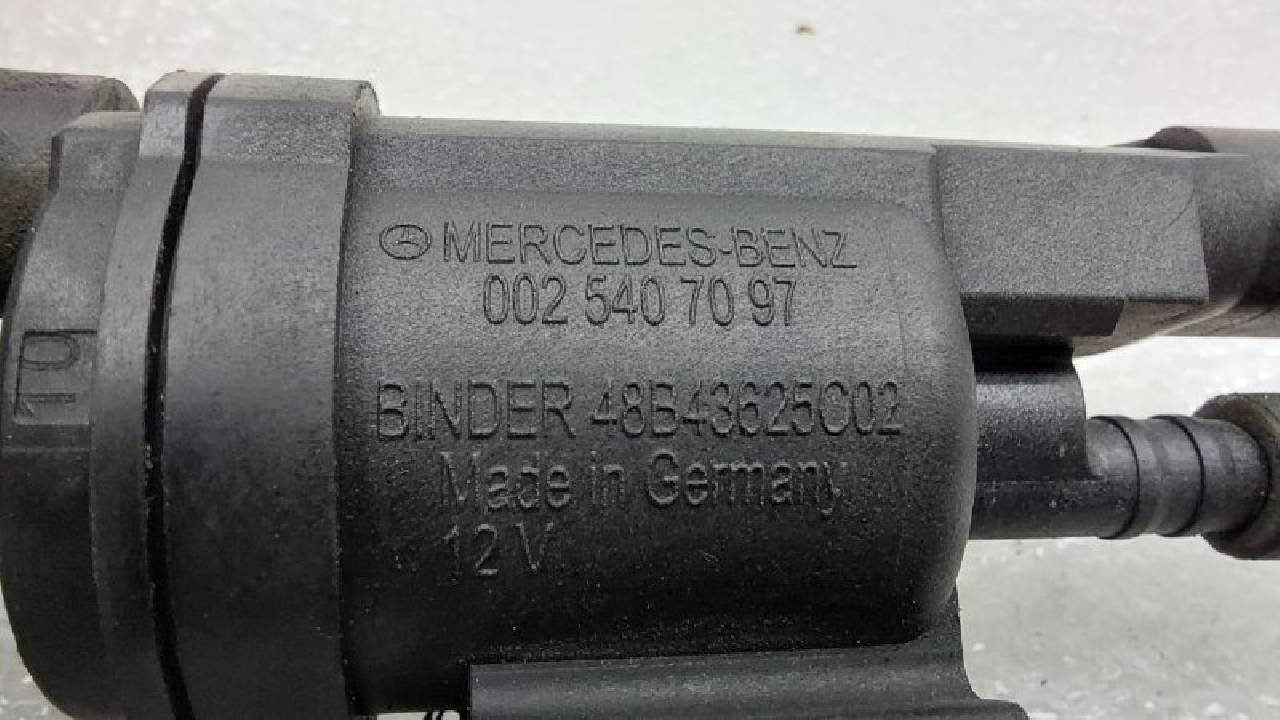 MERCEDES-BENZ
002 540 70 97
BINDER 48B43625C02
Made in Germany
12 V